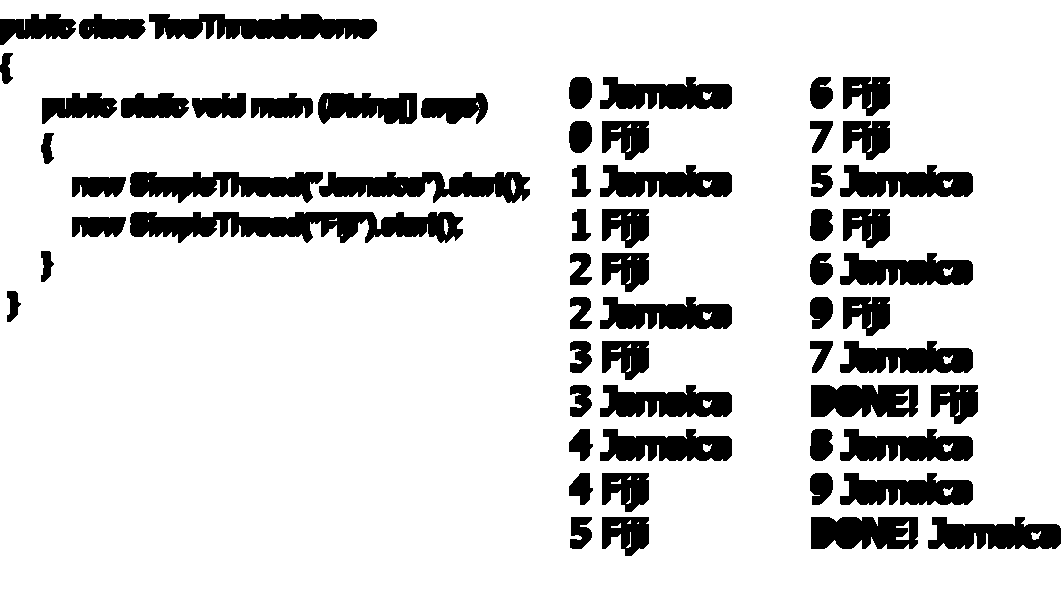 public class TwoThreadsDemo
{
public static void main (String[] args)
{
new SimpleThread("Jamaica").start();
new SimpleThread("Fiji").start();
}
}
0 Jamaica
0 Fiji
1 Jamaica
1 Fiji
2 Fiji
2 Jamaica
3 Fiji
3 Jamaica
4 Jamaica
4 Fiji
5 Fiji
6 Fiji
7 Fiji
5 Jamaica
8 Fiji
6 Jamaica
9 Fiji
7 Jamaica
DONE! Fiji
8 Jamaica
9 Jamaica
DONE! Jamaica